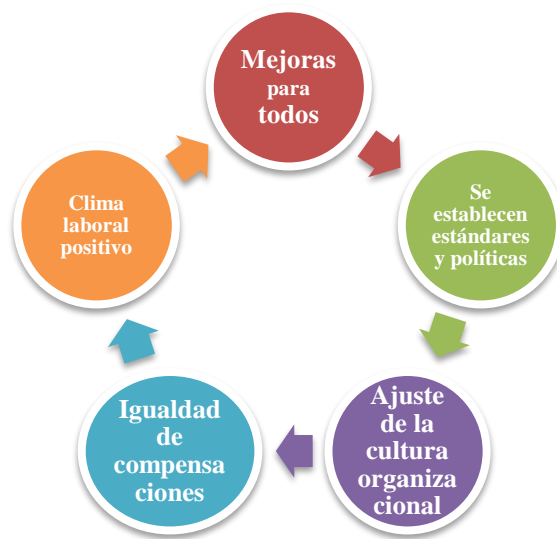 Mejoras
para
todos
Se
establecen
estándares
y políticas
Ajuste
de la
cultura
organiza
cional
Igualdad
de
compensa
ciones
Clima
laboral
positivo